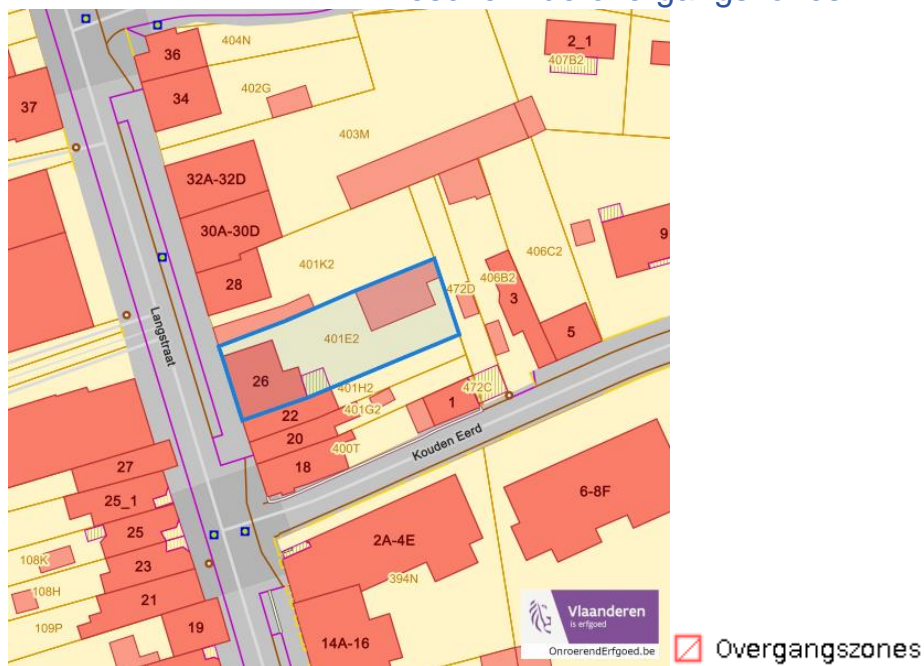 36
404N
2_1
407B2
37
34
402G
403M
32A-32D
30A-30D
406C2
9
401K2
28
406B2
472D
3
Langstraat
5
401E2
26
401H2
472C
22
401G2
1
20
400T
Kouden Eerd
18
27
25_1
6-8F
25
2A-4E
108K
23
394N
108H
21
109P
19
14A-16
Vlaanderen
is erfgoed
OnroerendErfgoed.be
Overgangszones